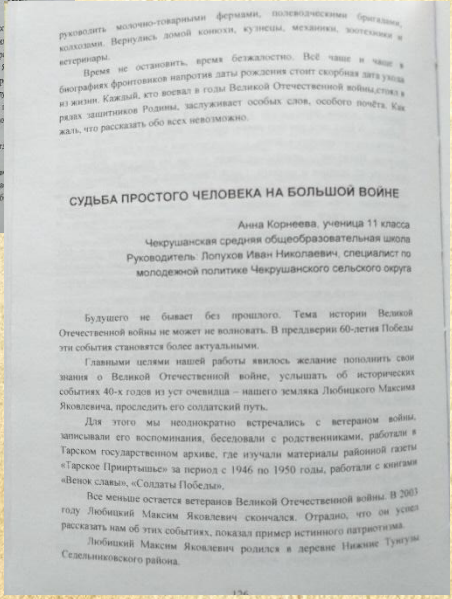 руководить молочно-товарными фермами, полеводческими бригадами,
колхозами. Вернулись домой конюхи, кузнецы, механики, зоотехники и
ветеринары.
Время не остановить, время безжалостно. Всё чаще и чаще в
биографиях фронтовиков напротив даты рождения стоит скорбная дата ухода
из жизни. Каждый, кто воевал в годы Великой Отечественной войны,стоял в
рядах защитников Родины, заслуживает особых слов, особого почёта. Как
жаль, что рассказать обо всех невозможно.
СУДЬБА ПРОСТОГО ЧЕЛОВЕКА НА БОЛЬШОЙ ВОЙНЕ
Анна Корнеева, ученица 11 класса
Чекрушанская средняя общеобразовательная школа
Руководитель: Лопухов Иван Николаевич, специалист по
молодежной политике Чекрушанского сельского округа
Будущего не бывает без прошлого. Тема истории Великой
Отечественной войны не может не волновать. В преддверии 60-летия Победы
эти события становятся более актуальными.
Главными целями нашей работы явилось желание пополнить свои
знания о Великой Отечественной войне, услышать об исторических
событиях 40-х годов из уст очевидца – нашего земляка Любицкого Максима
Яковлевича, проследить его солдатский путь.
Для этого мы неоднократно встречались с ветераном войны,
записывали его воспоминания, беседовали с родственниками, работали в
Тарском государственном архиве, где изучали материалы районной газеты
«Тарское Прииртышье» за период с 1946 по 1950 годы, работали с книгами
«Венок славы», «Солдаты Победы».
Все меньше остается ветеранов Великой Отечественной войны. В 2003
году Любицкий Максим Яковлевич скончался. Отрадно, что он успел
рассказать нам об этих событиях, показал пример истинного патриотизма.
Любицкий Максим Яковлевич родился в деревне Нижние Тунгузы
Седельниковского района.